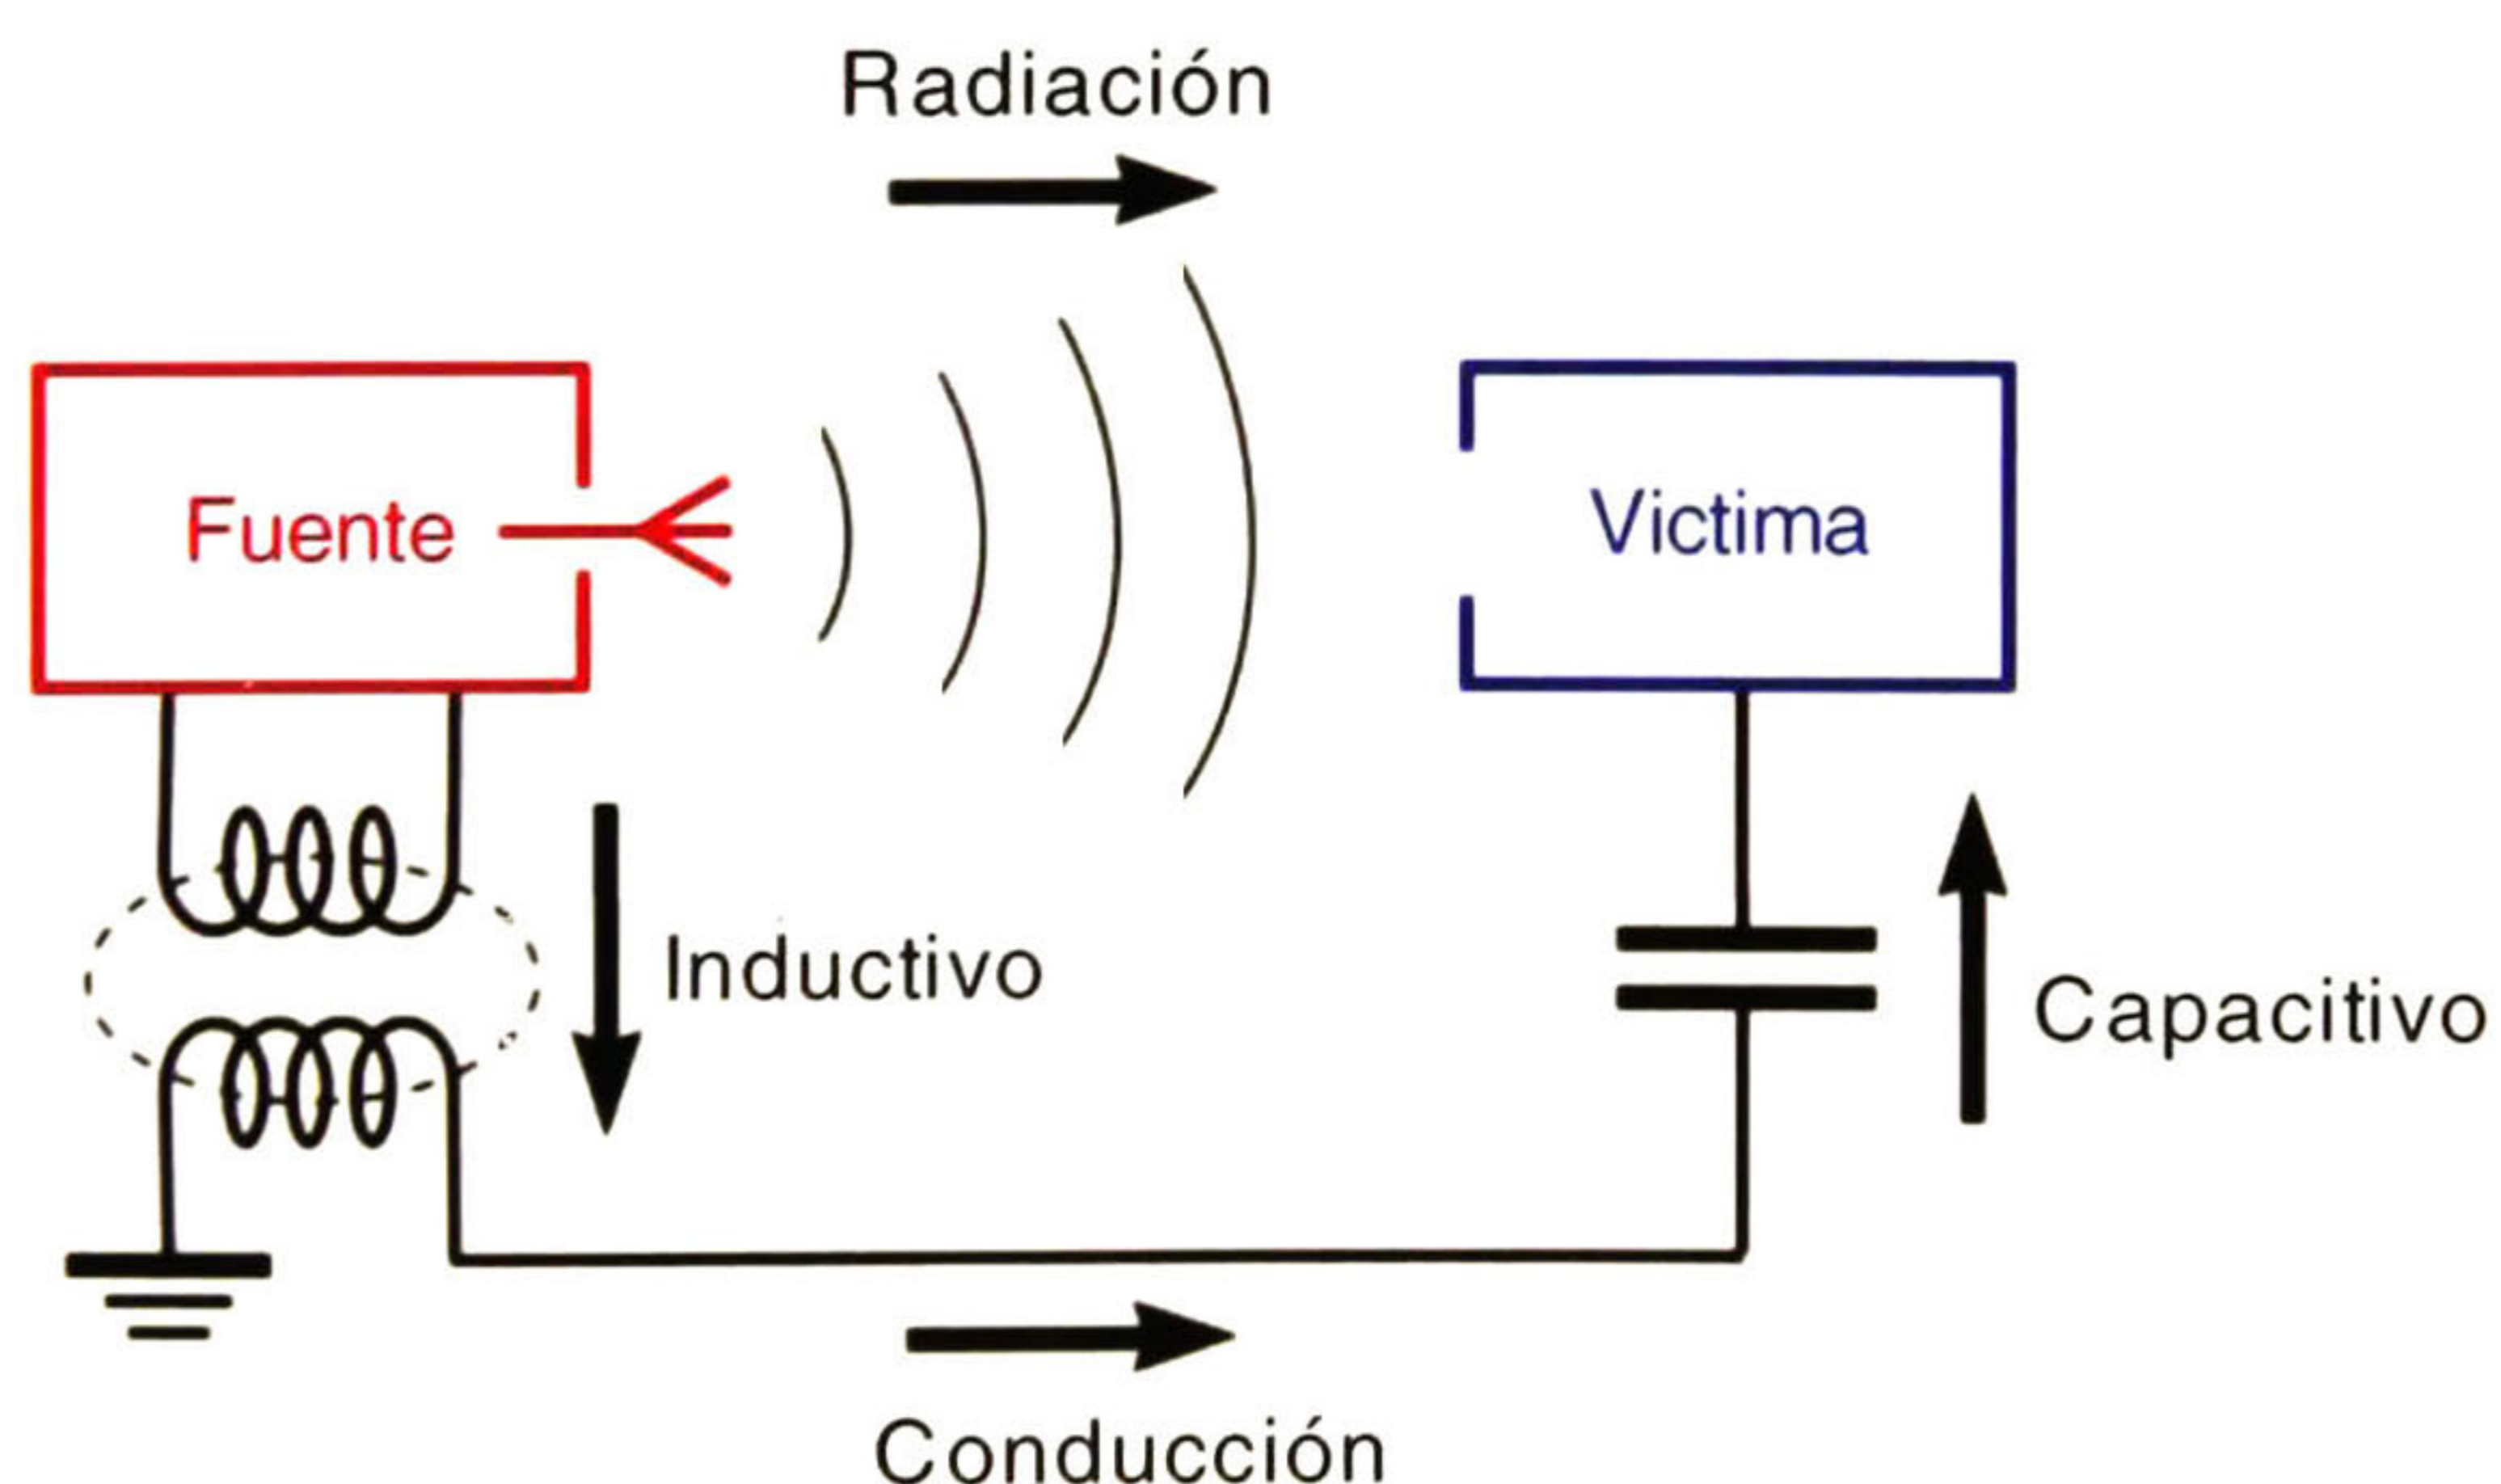 Radiación
Fuente
Victima
Inductivo
Capacitivo
Conducción